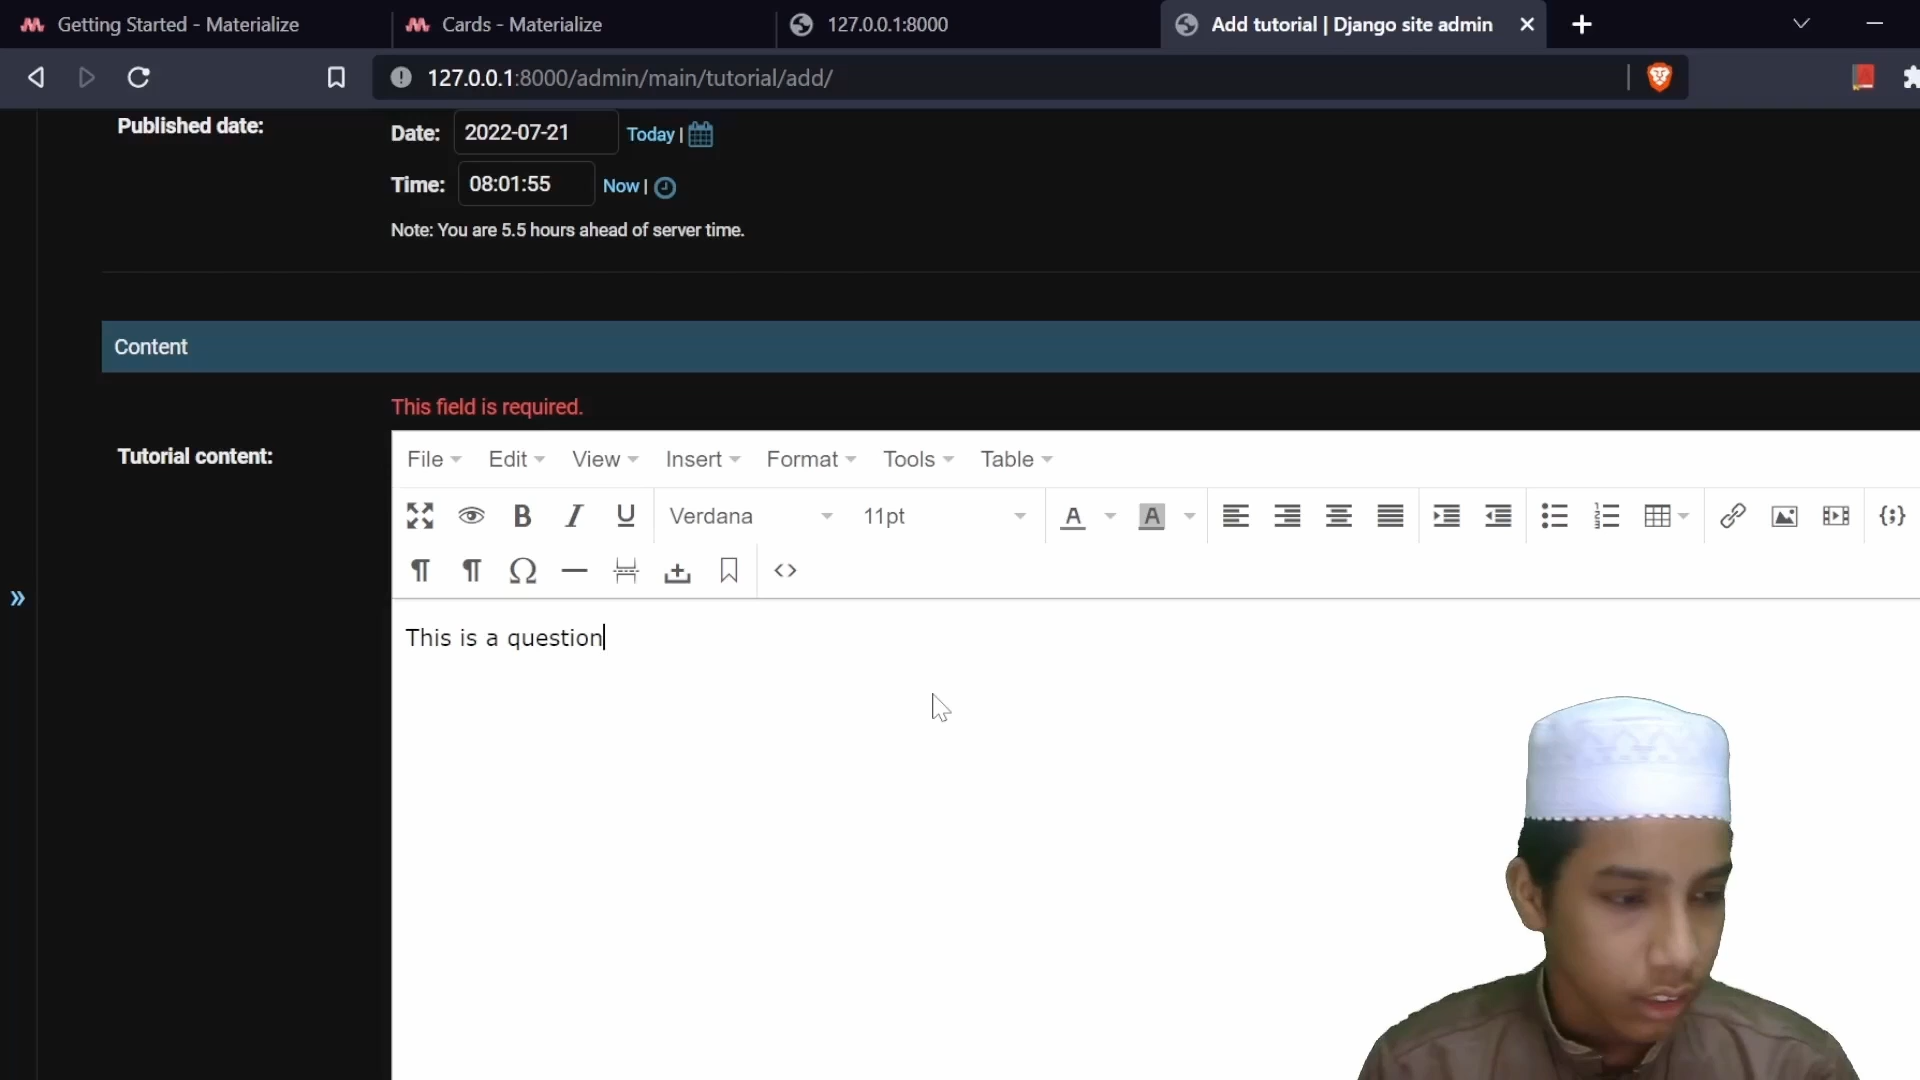 Getting Started - Materialize
Cards - Materialize
127.0.0.1:8000
Add tutorial | Django site admin
127.0.0.1:8000/admin/main/tutorial/add/
Published date:
Date: 2022-07-21 Today |
Time: 08:01:55 Now |
Note: You are 5.5 hours ahead of server time.
Content
This field is required.
Tutorial content:
File Edit View Insert Format Tools Table
B I U Verdana 11pt A A
This is a question